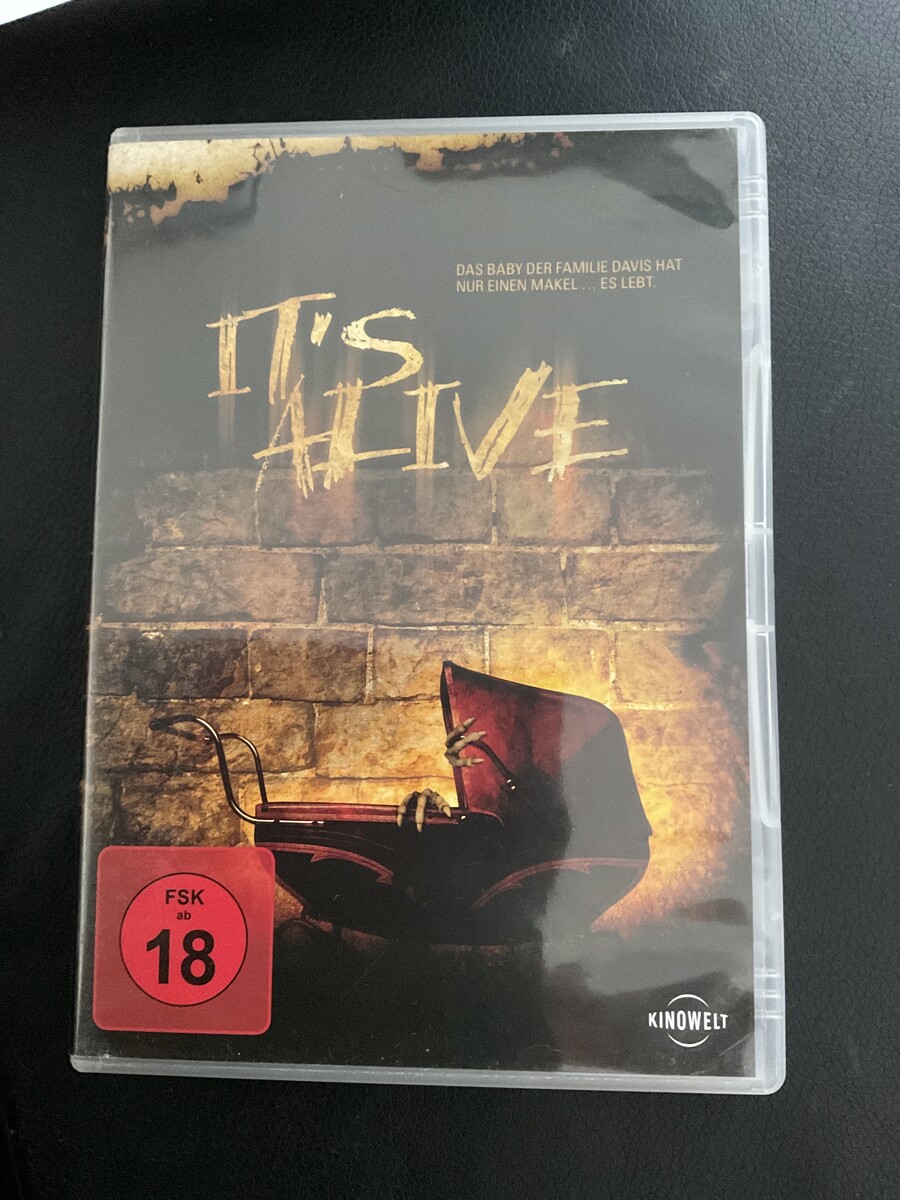 DAS BABY DER FAMILIE DAVIS HAT
NUR EINEN MAKEL ... ES LEBT.
IT'S
ALIVE
FSK
ab
18
KINOWELT